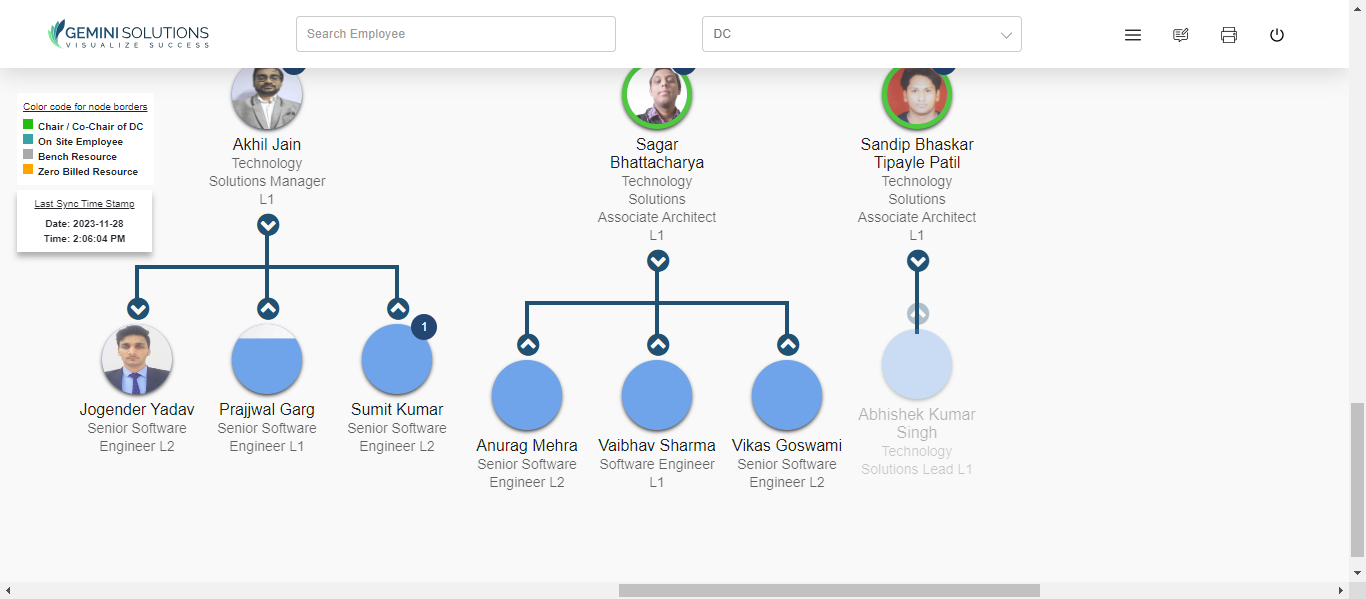 GEMINI SOLUTIONS
VISUALIZE SUCCESS
Search Employee
DC
Color code for node borders
Chair / Co-Chair of DC
On Site Employee
Bench Resource
Zero Billed Resource
Last Sync Time Stamp
Date: 2023-11-28
Time: 2:06:04 PM
Akhil Jain
Technology
Solutions Manager
L1
Sagar
Bhattacharya
Technology
Solutions
Associate Architect
L1
Sandip Bhaskar
Tipayle Patil
Technology
Solutions
Associate Architect
L1
Jogender Yadav
Senior Software
Engineer L2
Prajjwal Garg
Senior Software
Engineer L1
1
Sumit Kumar
Senior Software
Engineer L2
Anurag Mehra
Senior Software
Engineer L2
Vaibhav Sharma
Software Engineer
L1
Vikas Goswami
Senior Software
Engineer L2
Abhishek Kumar
Singh
Technology
Solutions Lead L1